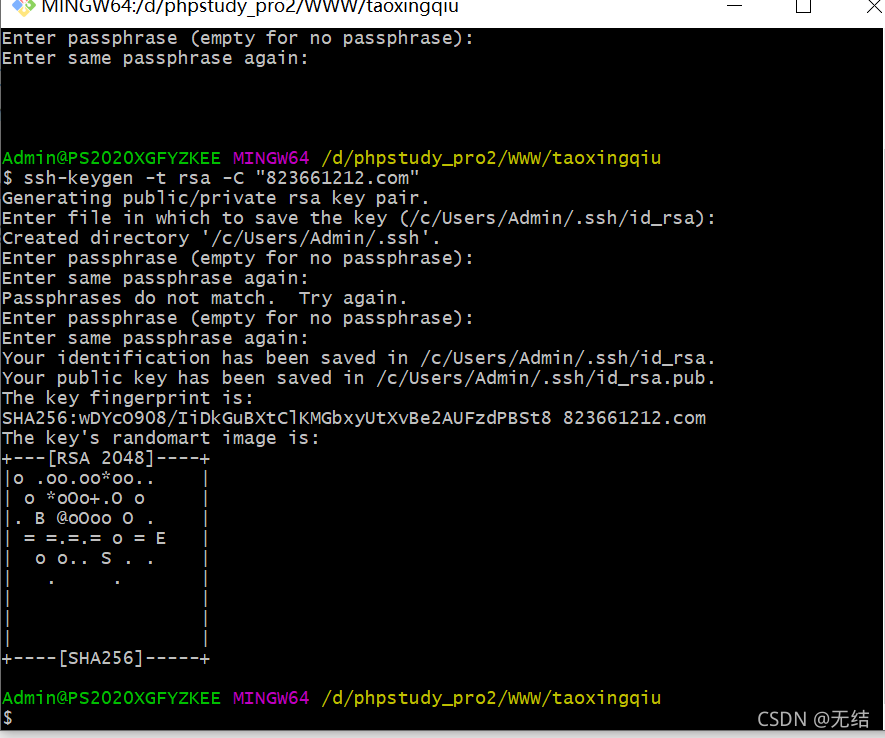 MINGW64:/d/phpstudy_pro2/WWW/taoxingqiu
Enter passphrase (empty for no passphrase):
Enter same passphrase again:
Admin@PS2020XGFYZKEE MINGW64 /d/phpstudy_pro2/WWW/taoxingqiu
$ ssh-keygen -t rsa -C "823661212.com"
Generating public/private rsa key pair.
Enter file in which to save the key (/c/Users/Admin/.ssh/id_rsa):
Created directory '/c/Users/Admin/.ssh'.
Enter passphrase (empty for no passphrase):
Enter same passphrase again:
Passphrases do not match.  Try again.
Enter passphrase (empty for no passphrase):
Enter same passphrase again:
Your identification has been saved in /c/Users/Admin/.ssh/id_rsa.
Your public key has been saved in /c/Users/Admin/.ssh/id_rsa.pub.
The key fingerprint is:
SHA256:wDYcO9O8/IiDkGuBXtClKMGbxyUtXvBe2AUFzdPBSt8 823661212.com
The key's randomart image is:
+---[RSA 2048]----+
|o .oo.oo*oo..    |
| o *oOo+.O o     |
|. B @oOoo O .    |
| = =.=.= o = E   |
|  o o.. S . .    |
|   .     .       |
|                 |
|                 |
|                 |
+----[SHA256]-----+
Admin@PS2020XGFYZKEE MINGW64 /d/phpstudy_pro2/WWW/taoxingqiu
$
CSDN @无结